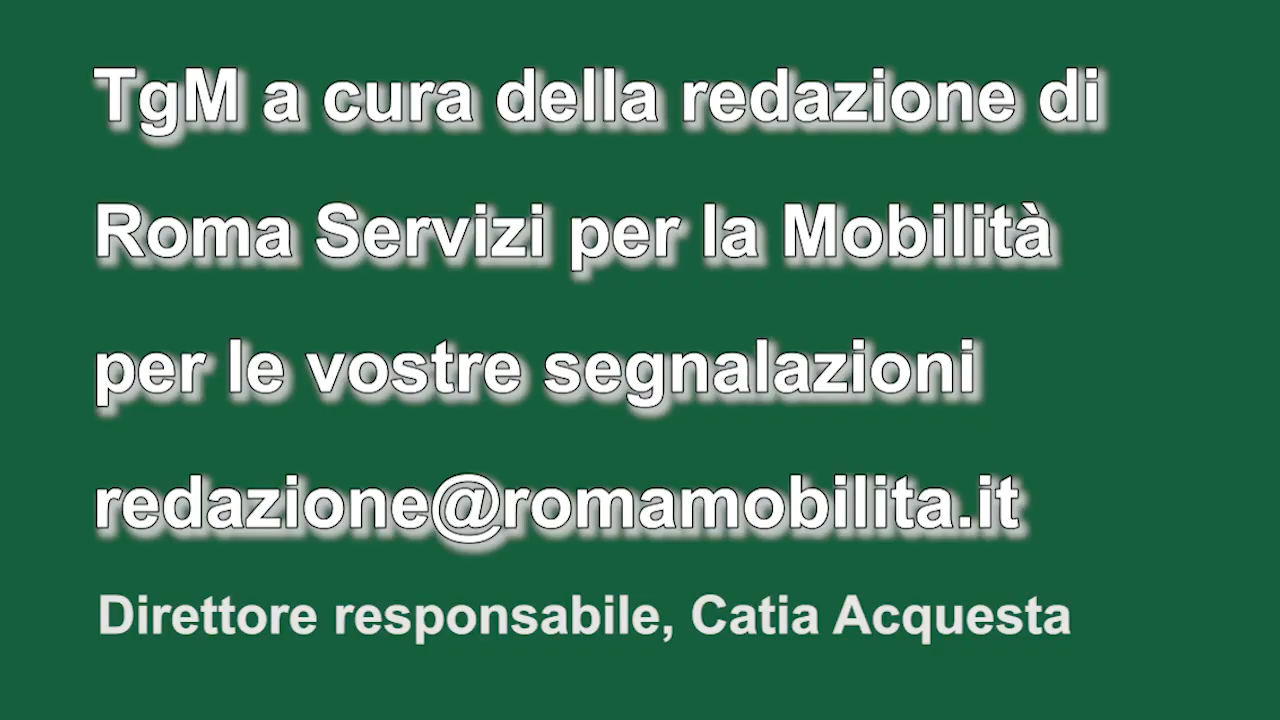 TgM a cura della redazione di
Roma Servizi per la Mobilità
per le vostre segnalazioni
redazione@romamobilita.it
Direttore responsabile, Catia Acquesta